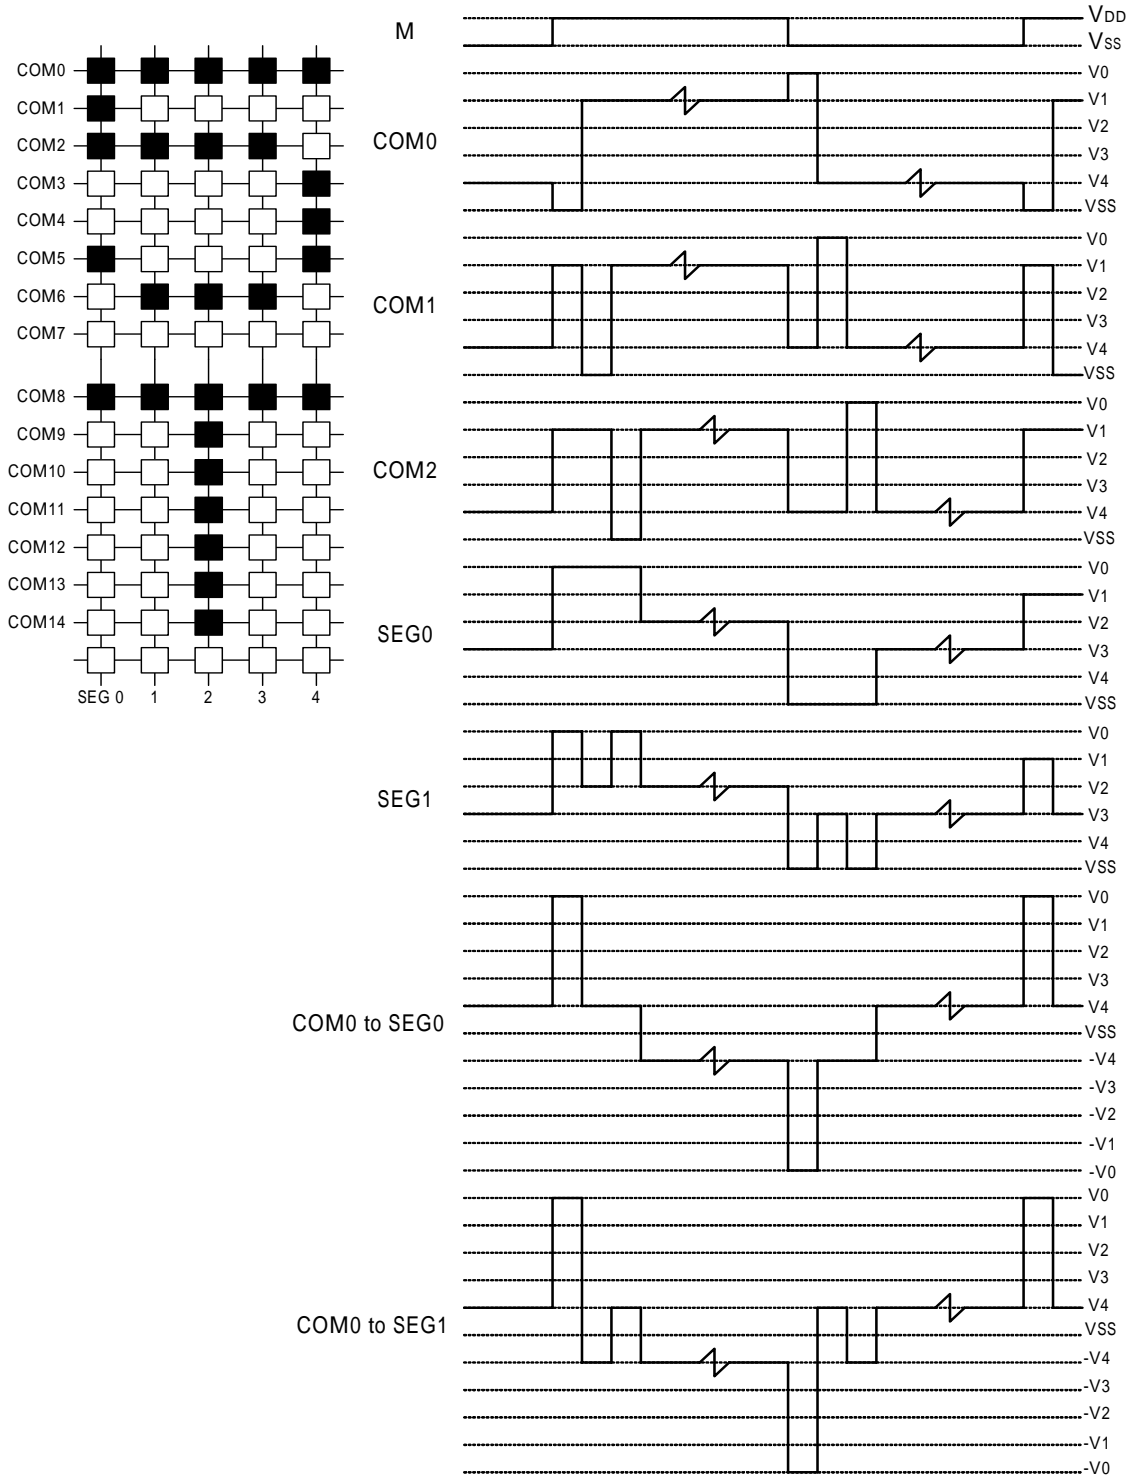 M
VDD
VSS
COM0
COM1
COM2
COM3
COM4
COM5
COM6
COM7
COM8
COM9
COM10
COM11
COM12
COM13
COM14
SEG 0 1 2 3 4
COM0
V0
V1
V2
V3
V4
VSS
COM1
V0
V1
V2
V3
V4
VSS
COM2
V0
V1
V2
V3
V4
VSS
SEG0
V0
V1
V2
V3
V4
VSS
SEG1
V0
V1
V2
V3
V4
VSS
COM0 to SEG0
V0
V1
V2
V3
V4
VSS
-V4
-V3
-V2
-V1
-V0
COM0 to SEG1
V0
V1
V2
V3
V4
VSS
-V4
-V3
-V2
-V1
-V0